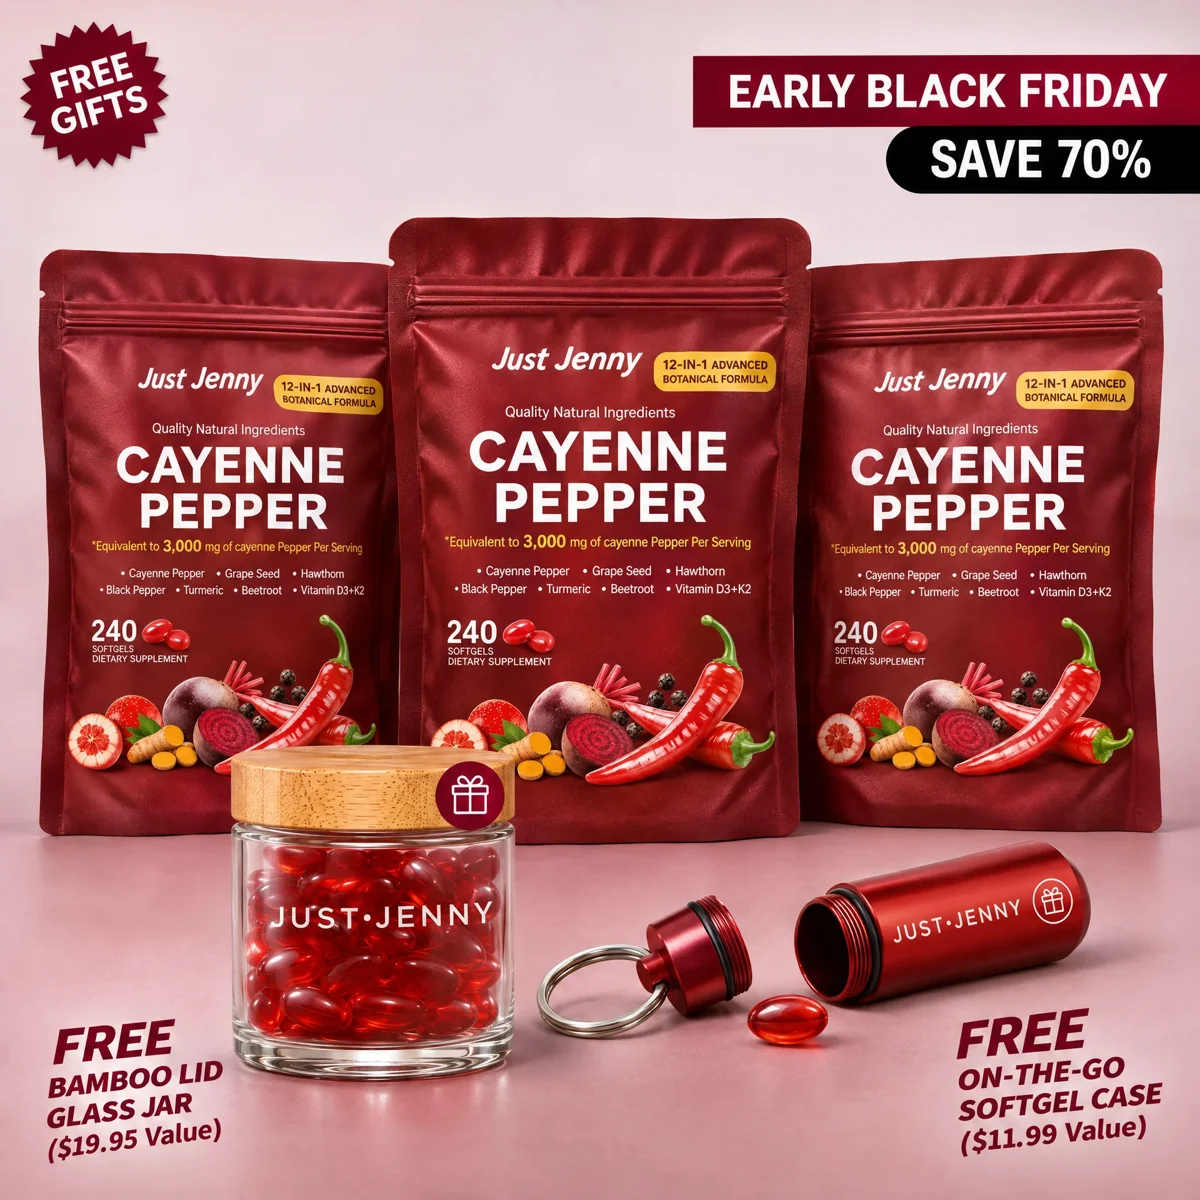 FREE
GIFTS
EARLY BLACK FRIDAY
SAVE 70%
Just Jenny
12-IN-1 ADVANCED
BOTANICAL FORMULA
Quality Natural Ingredients
CAYENNE
PEPPER
*Equivalent to 3,000 mg of cayenne Pepper Per Serving
• Cayenne Pepper • Grape Seed • Hawthorn
• Black Pepper • Turmeric • Beetroot • Vitamin D3+K2
240
SOFTGELS
DIETARY SUPPLEMENT
Just Jenny
12-IN-1 ADVANCED
BOTANICAL FORMULA
Quality Natural Ingredients
CAYENNE
PEPPER
*Equivalent to 3,000 mg of cayenne Pepper Per Serving
• Cayenne Pepper • Grape Seed • Hawthorn
• Black Pepper • Turmeric • Beetroot • Vitamin D3+K2
240
SOFTGELS
DIETARY SUPPLEMENT
Just Jenny
12-IN-1 ADVANCED
BOTANICAL FORMULA
Quality Natural Ingredients
CAYENNE
PEPPER
*Equivalent to 3,000 mg of cayenne Pepper Per Serving
• Cayenne Pepper • Grape Seed • Hawthorn
• Black Pepper • Turmeric • Beetroot • Vitamin D3+K2
240
SOFTGELS
DIETARY SUPPLEMENT
JUST•JENNY
JUST•JENNY
FREE
BAMBOO LID
GLASS JAR
($19.95 Value)
FREE
ON-THE-GO
SOFTGEL CASE
($11.99 Value)